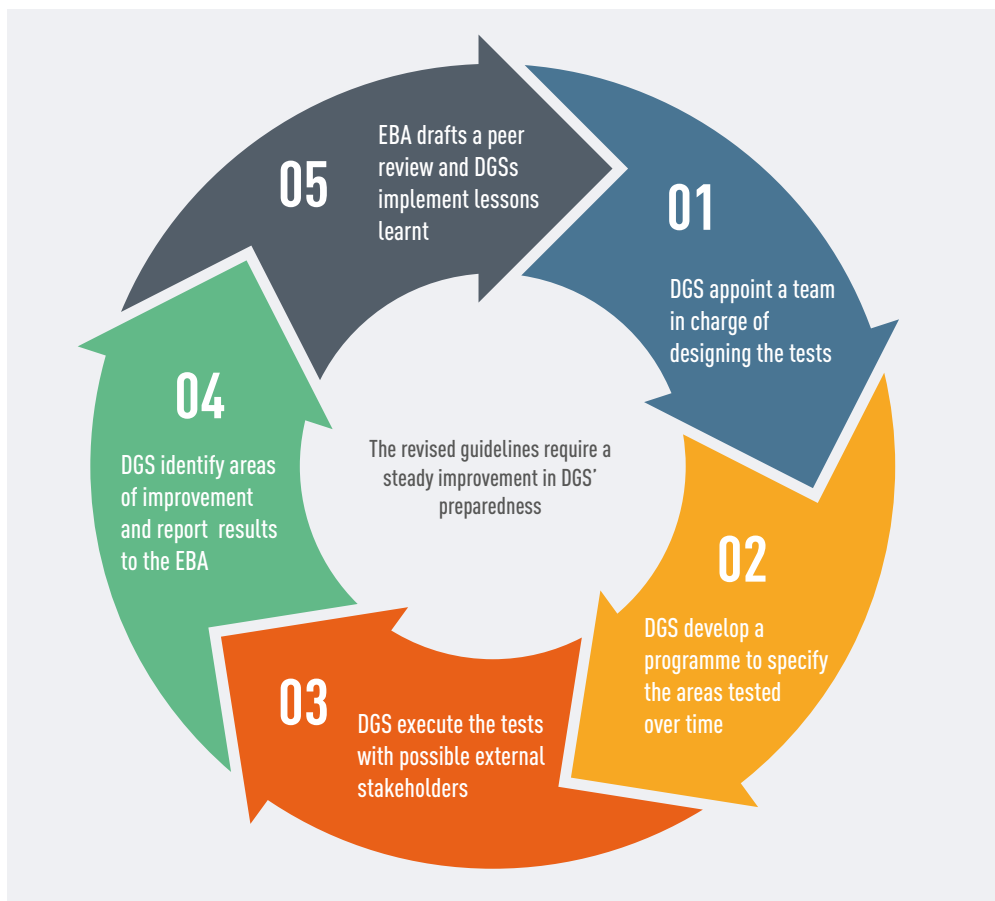 01
DGS appoint a team
in charge of
designing the tests
02
DGS develop a
programme to specify
the areas tested
over time
03
DGS execute the tests
with possible external
stakeholders
04
DGS identify areas
of improvement
and report results
to the EBA
05
EBA drafts a peer
review and DGSs
implement lessons
learnt
The revised guidelines require a
steady improvement in DGS’
preparedness